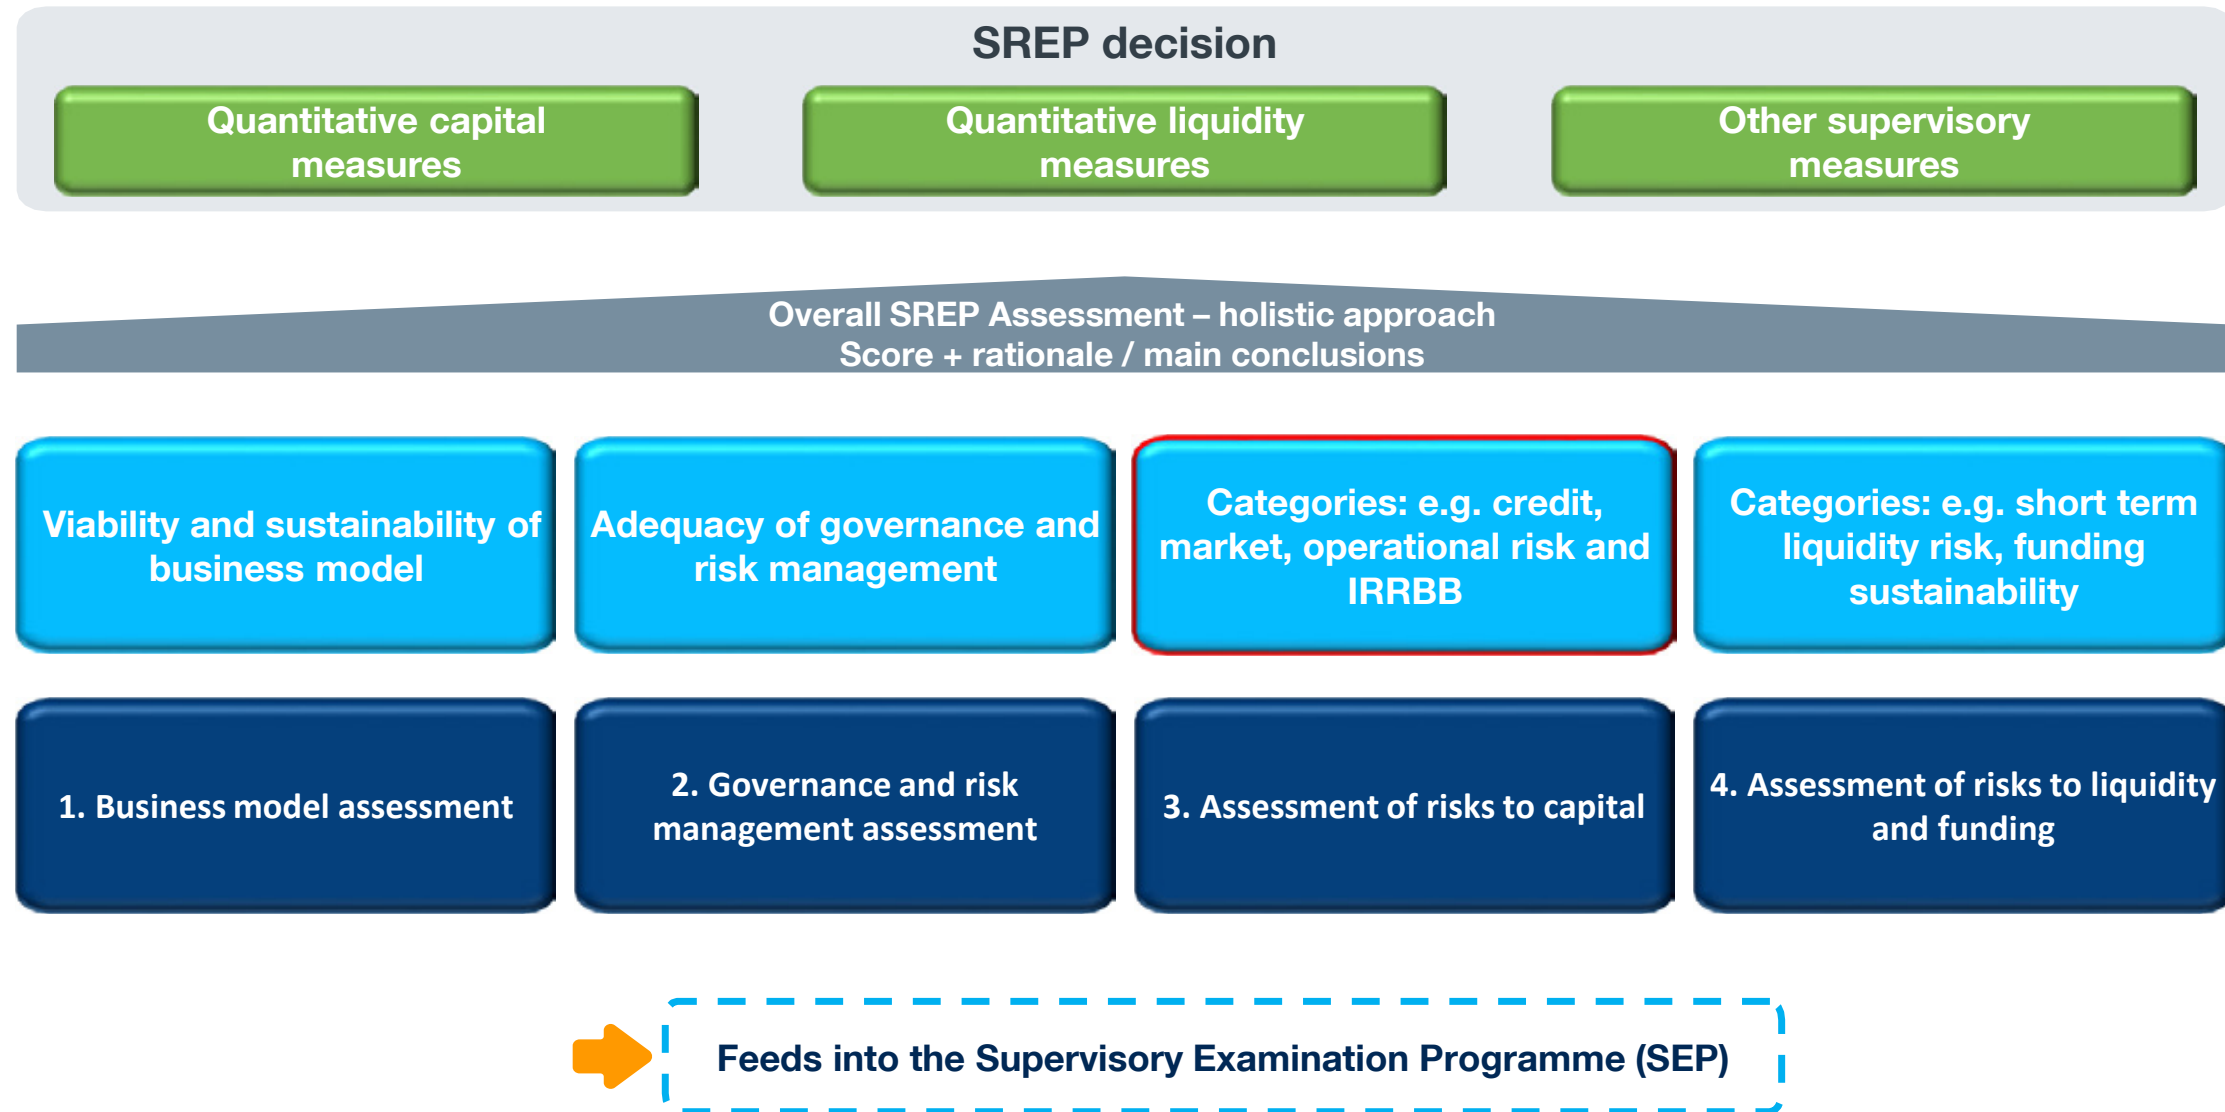 SREP decision
Quantitative capital
measures
Quantitative liquidity
measures
Other supervisory
measures
Overall SREP Assessment – holistic approach
Score + rationale / main conclusions
Viability and sustainability of
business model
Adequacy of governance and
risk management
Categories: e.g. credit,
market, operational risk and
IRRBB
Categories: e.g. short term
liquidity risk, funding
sustainability
1. Business model assessment
2. Governance and risk
management assessment
3. Assessment of risks to capital
4. Assessment of risks to liquidity
and funding
Feeds into the Supervisory Examination Programme (SEP)